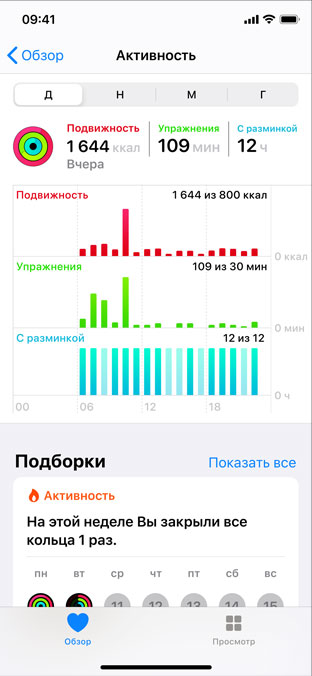 09:41
Обзор
Активность
Д Н М Г
Подвижность Упражнения С разминкой
1 644 ккал 109 мин 12 ч
Вчера
Подвижность 1 644 из 800 ккал
0 ккал
Упражнения 109 из 30 мин
0 мин
С разминкой 12 из 12
0 ч
00 06 12 18
Подборки Показать все
Активность
На этой неделе Вы закрыли все
кольца 1 раз.
пн вт ср чт пт сб вс
11 12 13 14 15
Обзор Просмотр